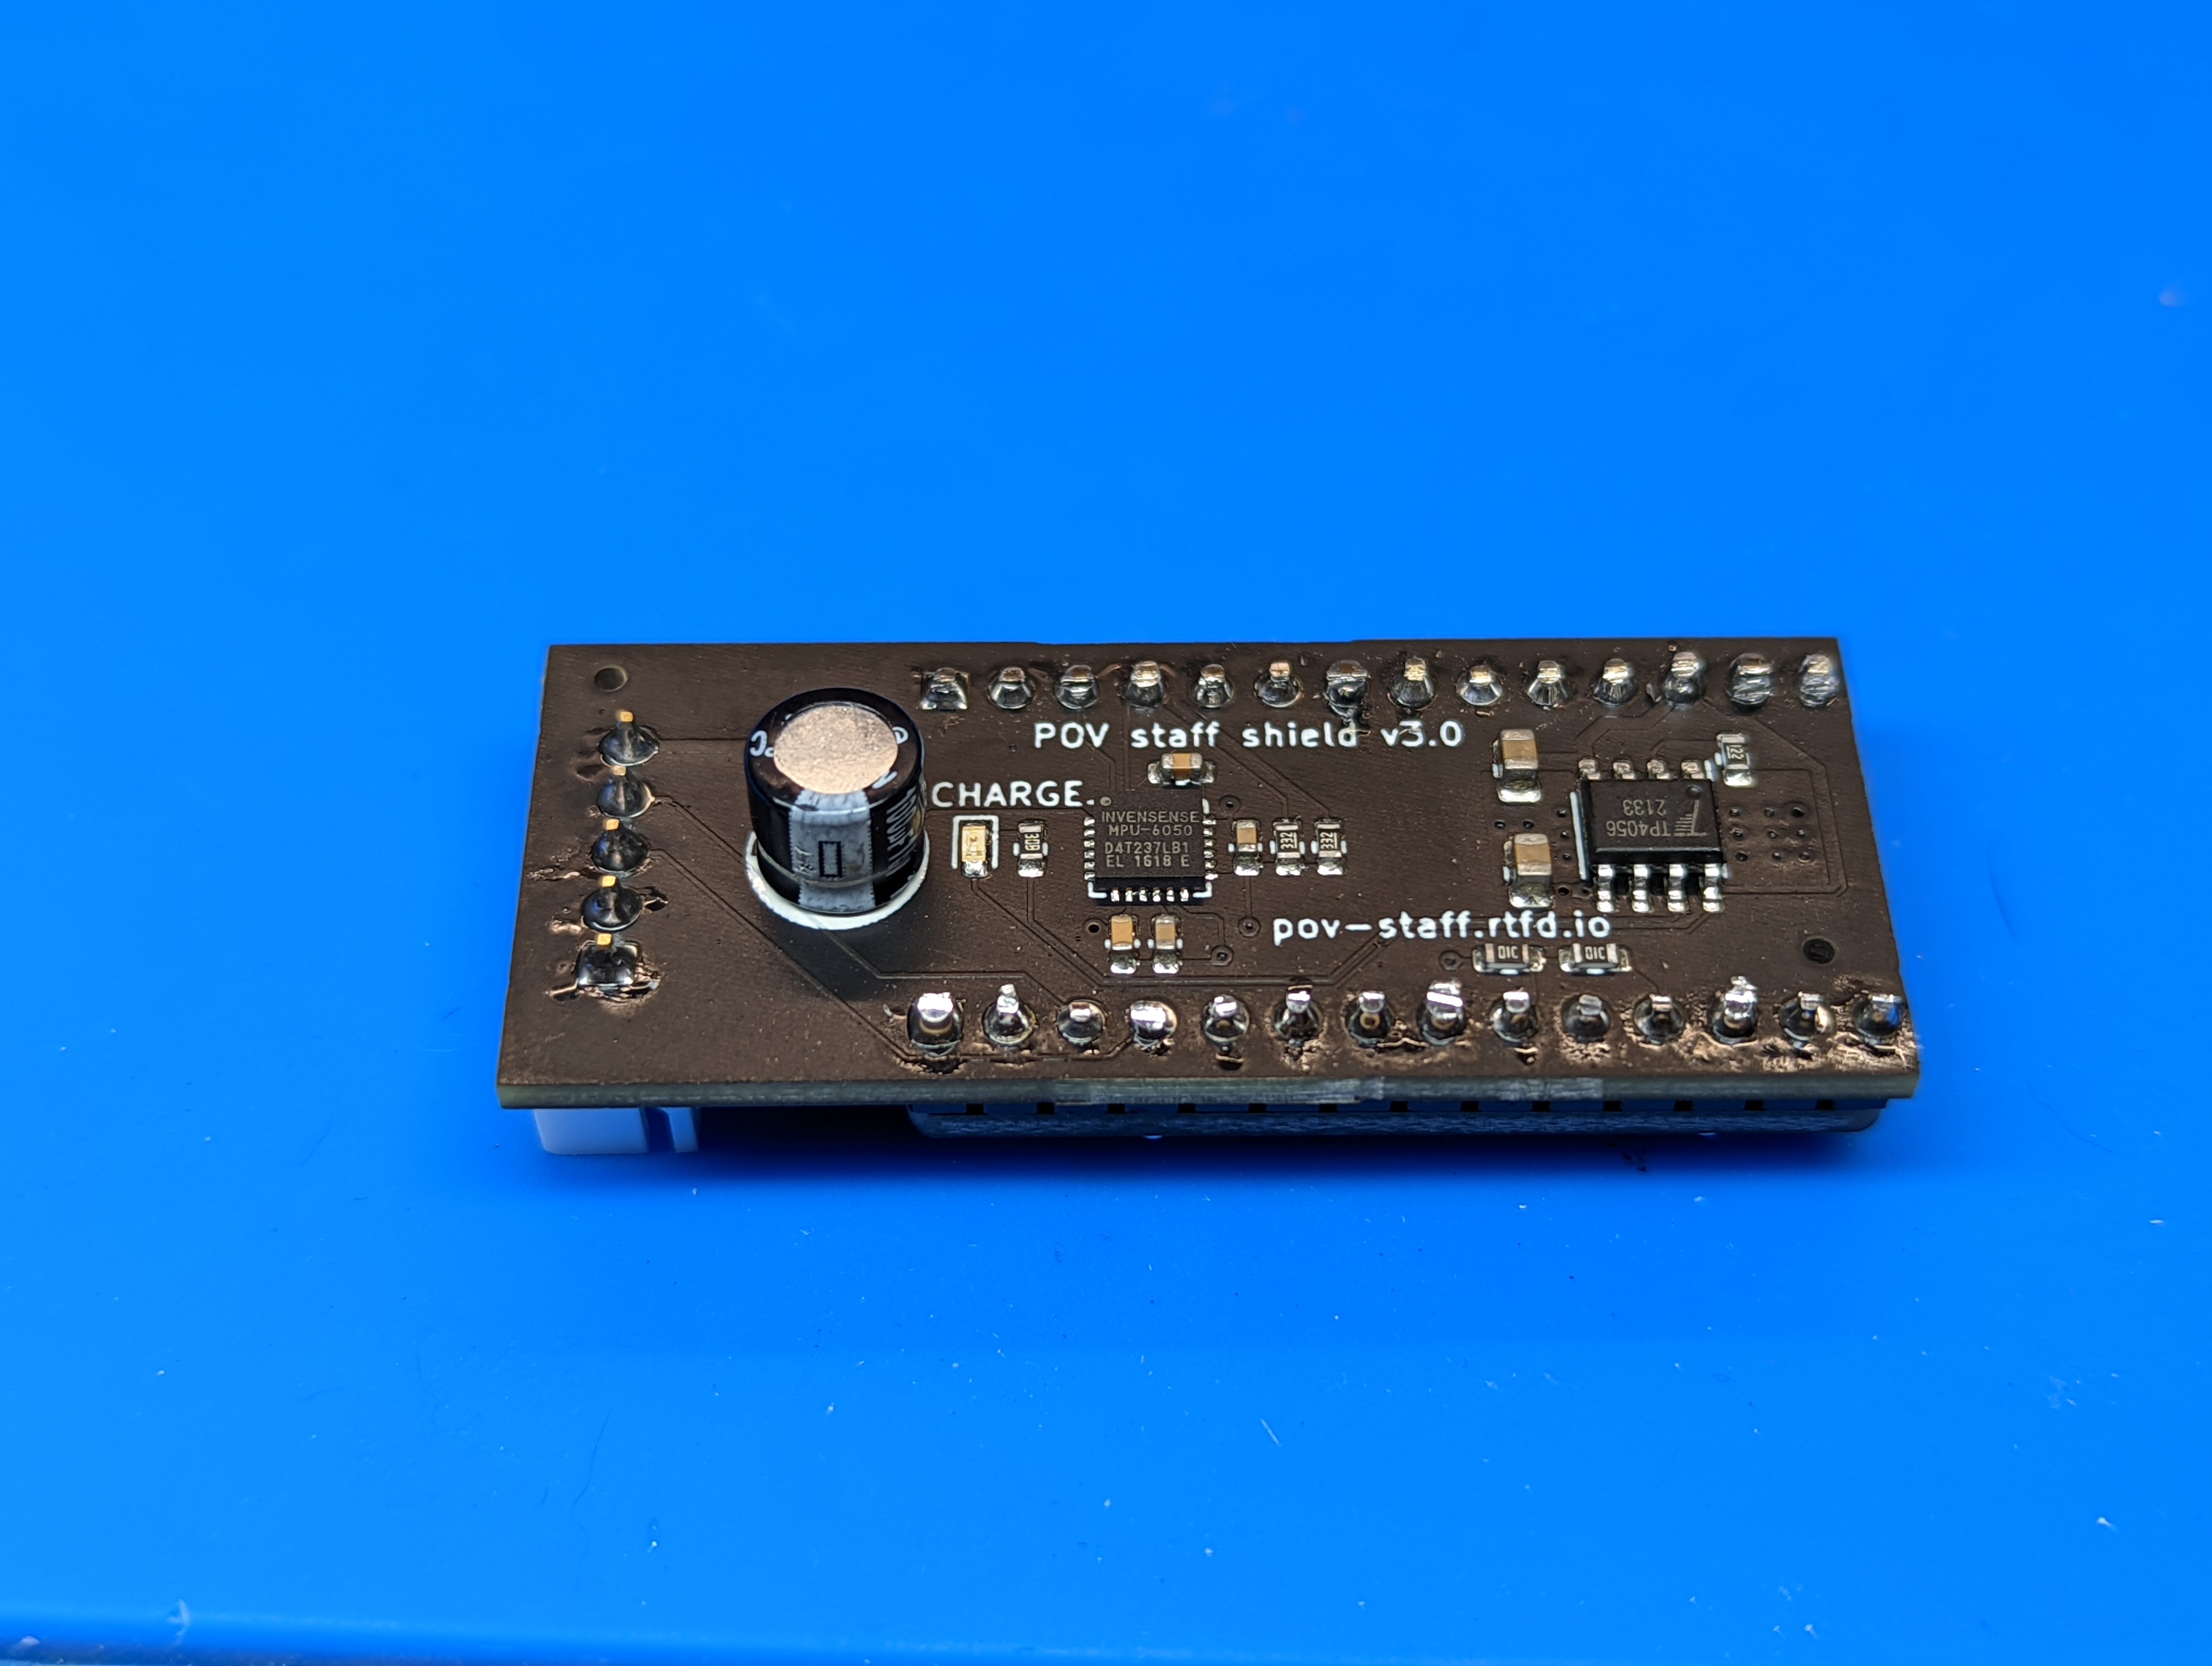 POV staff shield v3.0
CHARGE
INVENSENSE
MPU-6050
D4T237LB1
EL 1618 E
332
332
TP4056
2133
122
pov-staff.rtfd.io